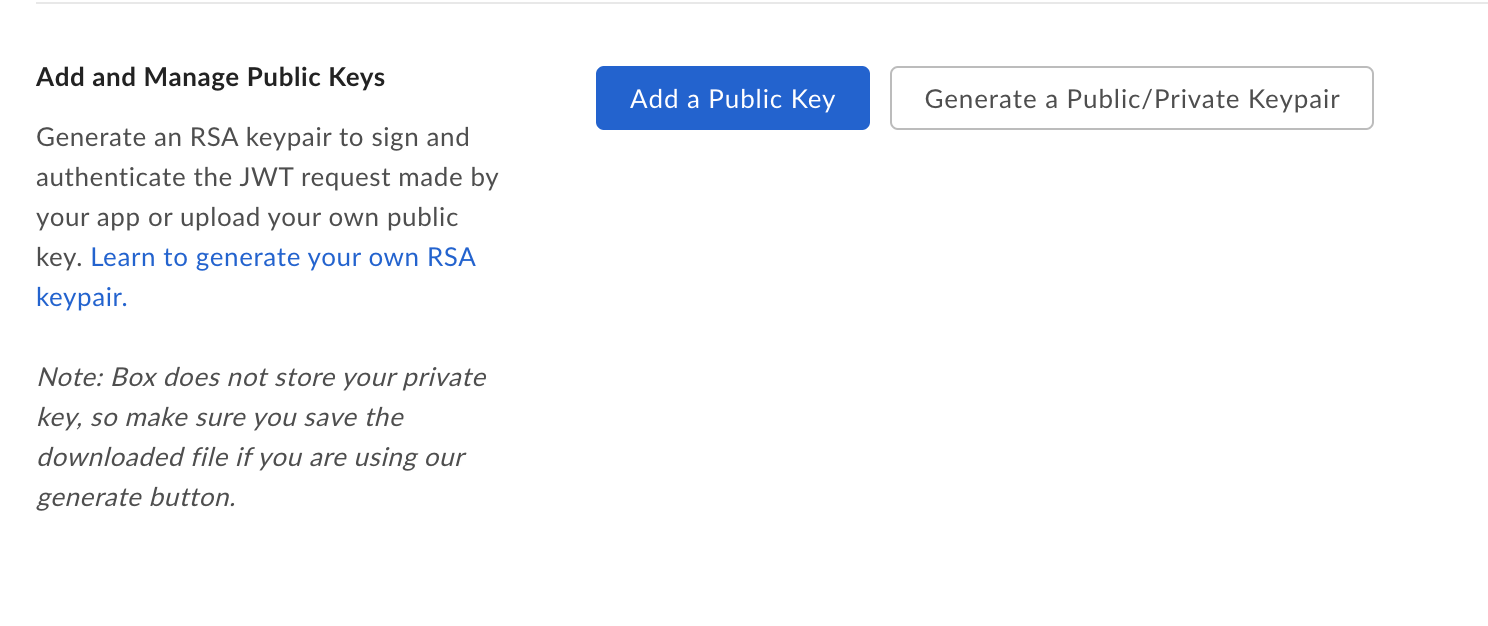 Add and Manage Public Keys
Add a Public Key
Generate a Public/Private Keypair
Generate an RSA keypair to sign and
authenticate the JWT request made by
your app or upload your own public
key. Learn to generate your own RSA
keypair.
Note: Box does not store your private
key, so make sure you save the
downloaded file if you are using our
generate button.